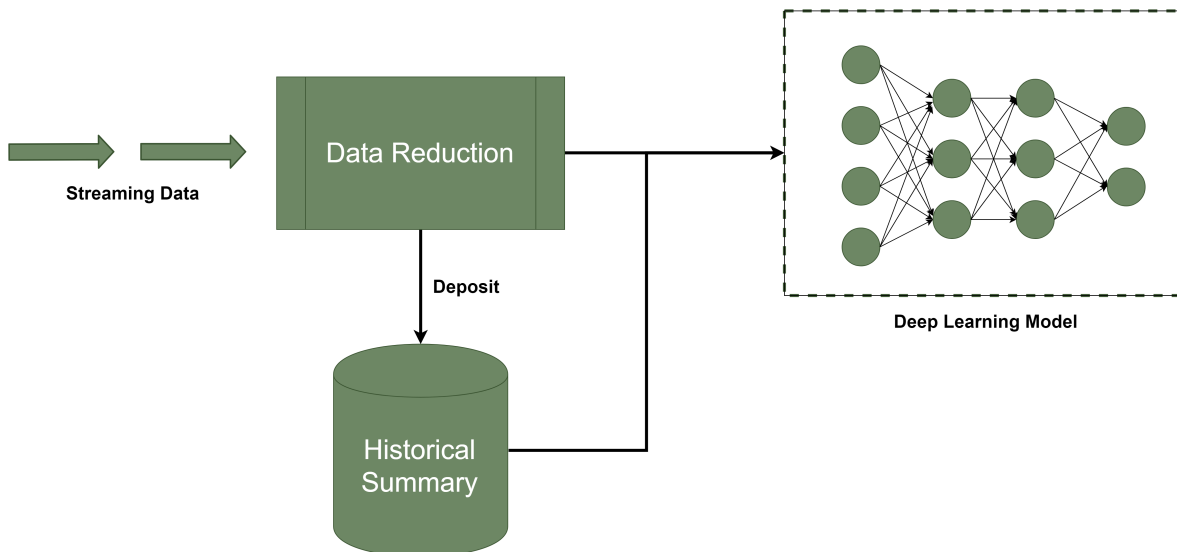 Data Reduction
Streaming Data
Deposit
Deep Learning Model
Historical
Summary